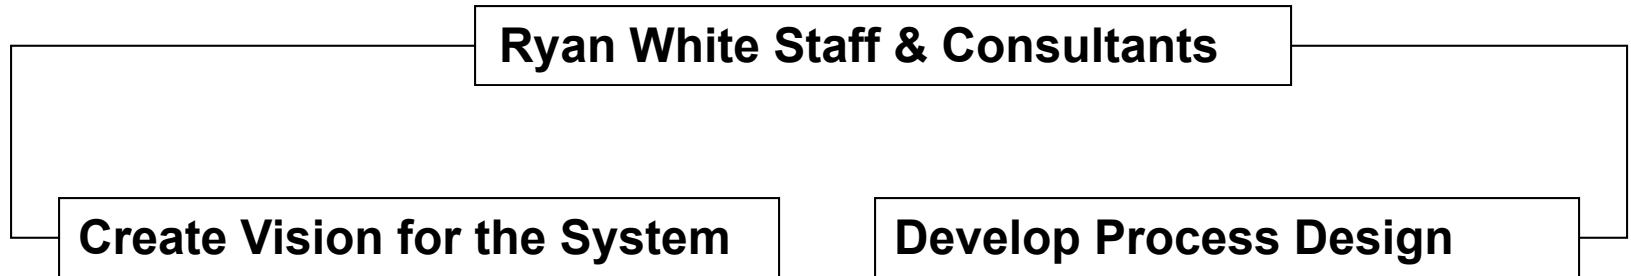 Ryan White Staff & Consultants
Create Vision for the System
Develop Process Design